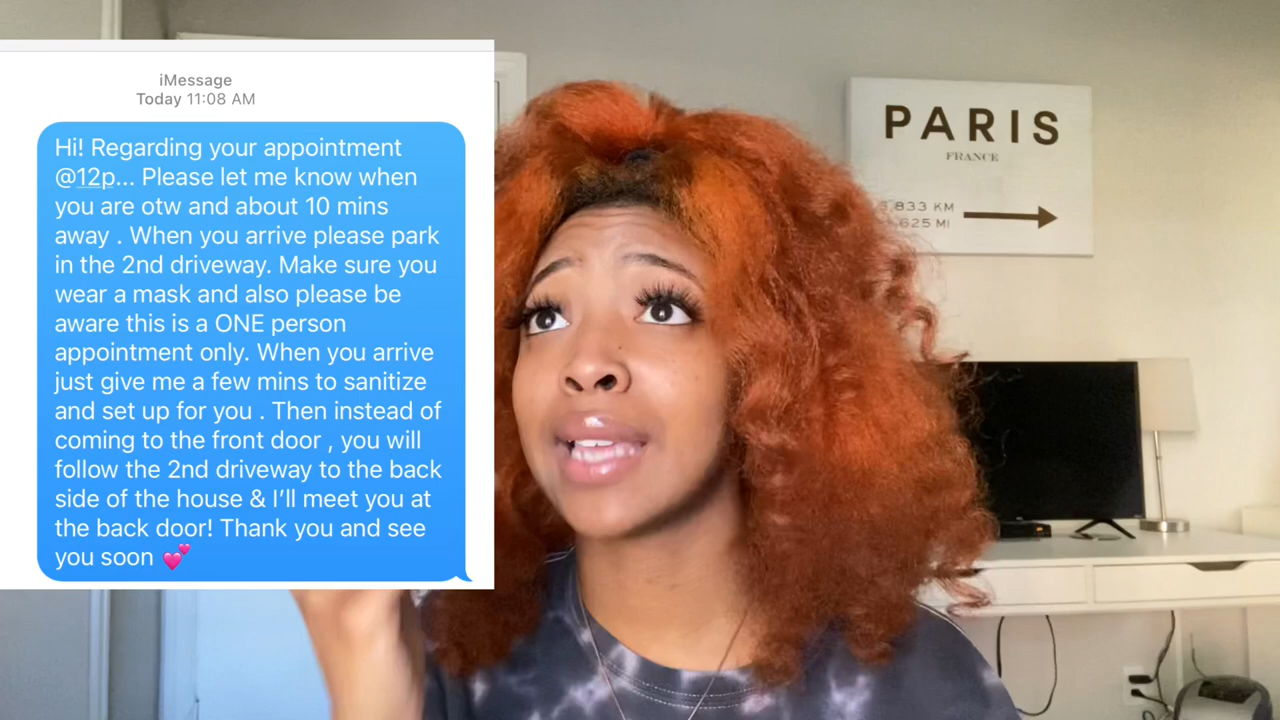 iMessage
Today 11:08 AM
Hi! Regarding your appointment
@12p... Please let me know when
you are otw and about 10 mins
away . When you arrive please park
in the 2nd driveway. Make sure you
wear a mask and also please be
aware this is a ONE person
appointment only. When you arrive
just give me a few mins to sanitize
and set up for you . Then instead of
coming to the front door , you will
follow the 2nd driveway to the back
side of the house & I’ll meet you at
the back door! Thank you and see
you soon 💕
PARIS
FRANCE
833 KM
625 MI